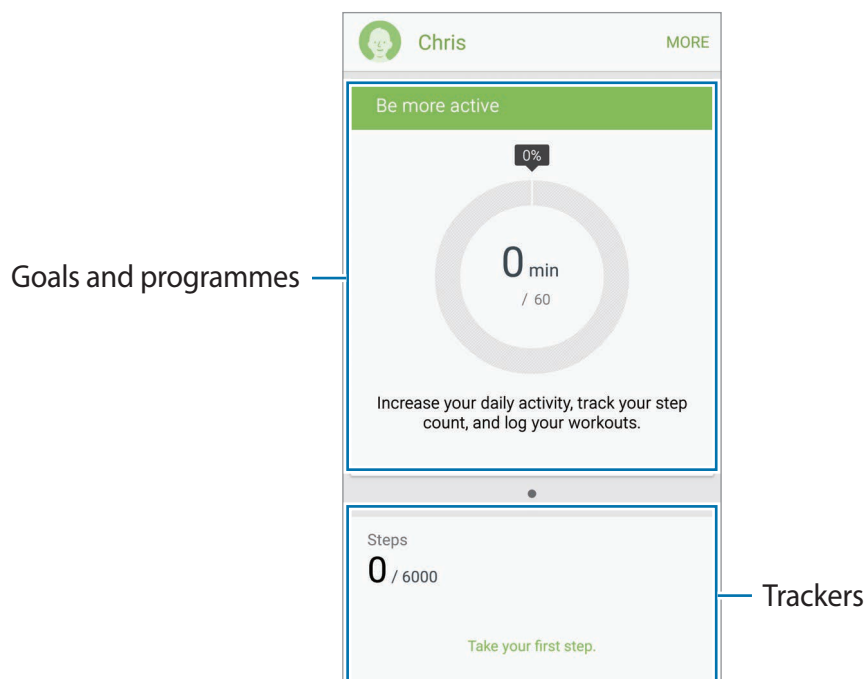 Chris
MORE
Be more active
0%
0 min
/ 60
Goals and programmes
Increase your daily activity, track your step
count, and log your workouts.
Steps
0 / 6000
Trackers
Take your first step.